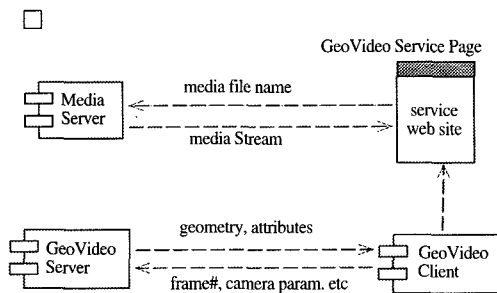 GeoVideo Service Page
media file name
Media
Server
service
web site
media Stream
geometry, attributes
GeoVideo
Server
GeoVideo
Client
frame#, camera param. etc